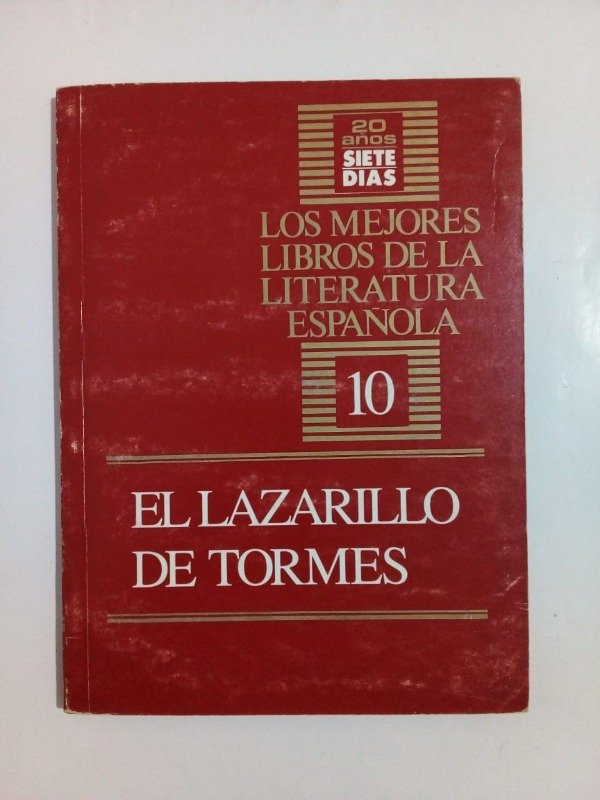 20
años
SIETE
DIAS
LOS MEJORES
LIBROS DE LA
LITERATURA
ESPAÑOLA
10
EL LAZARILLO
DE TORMES